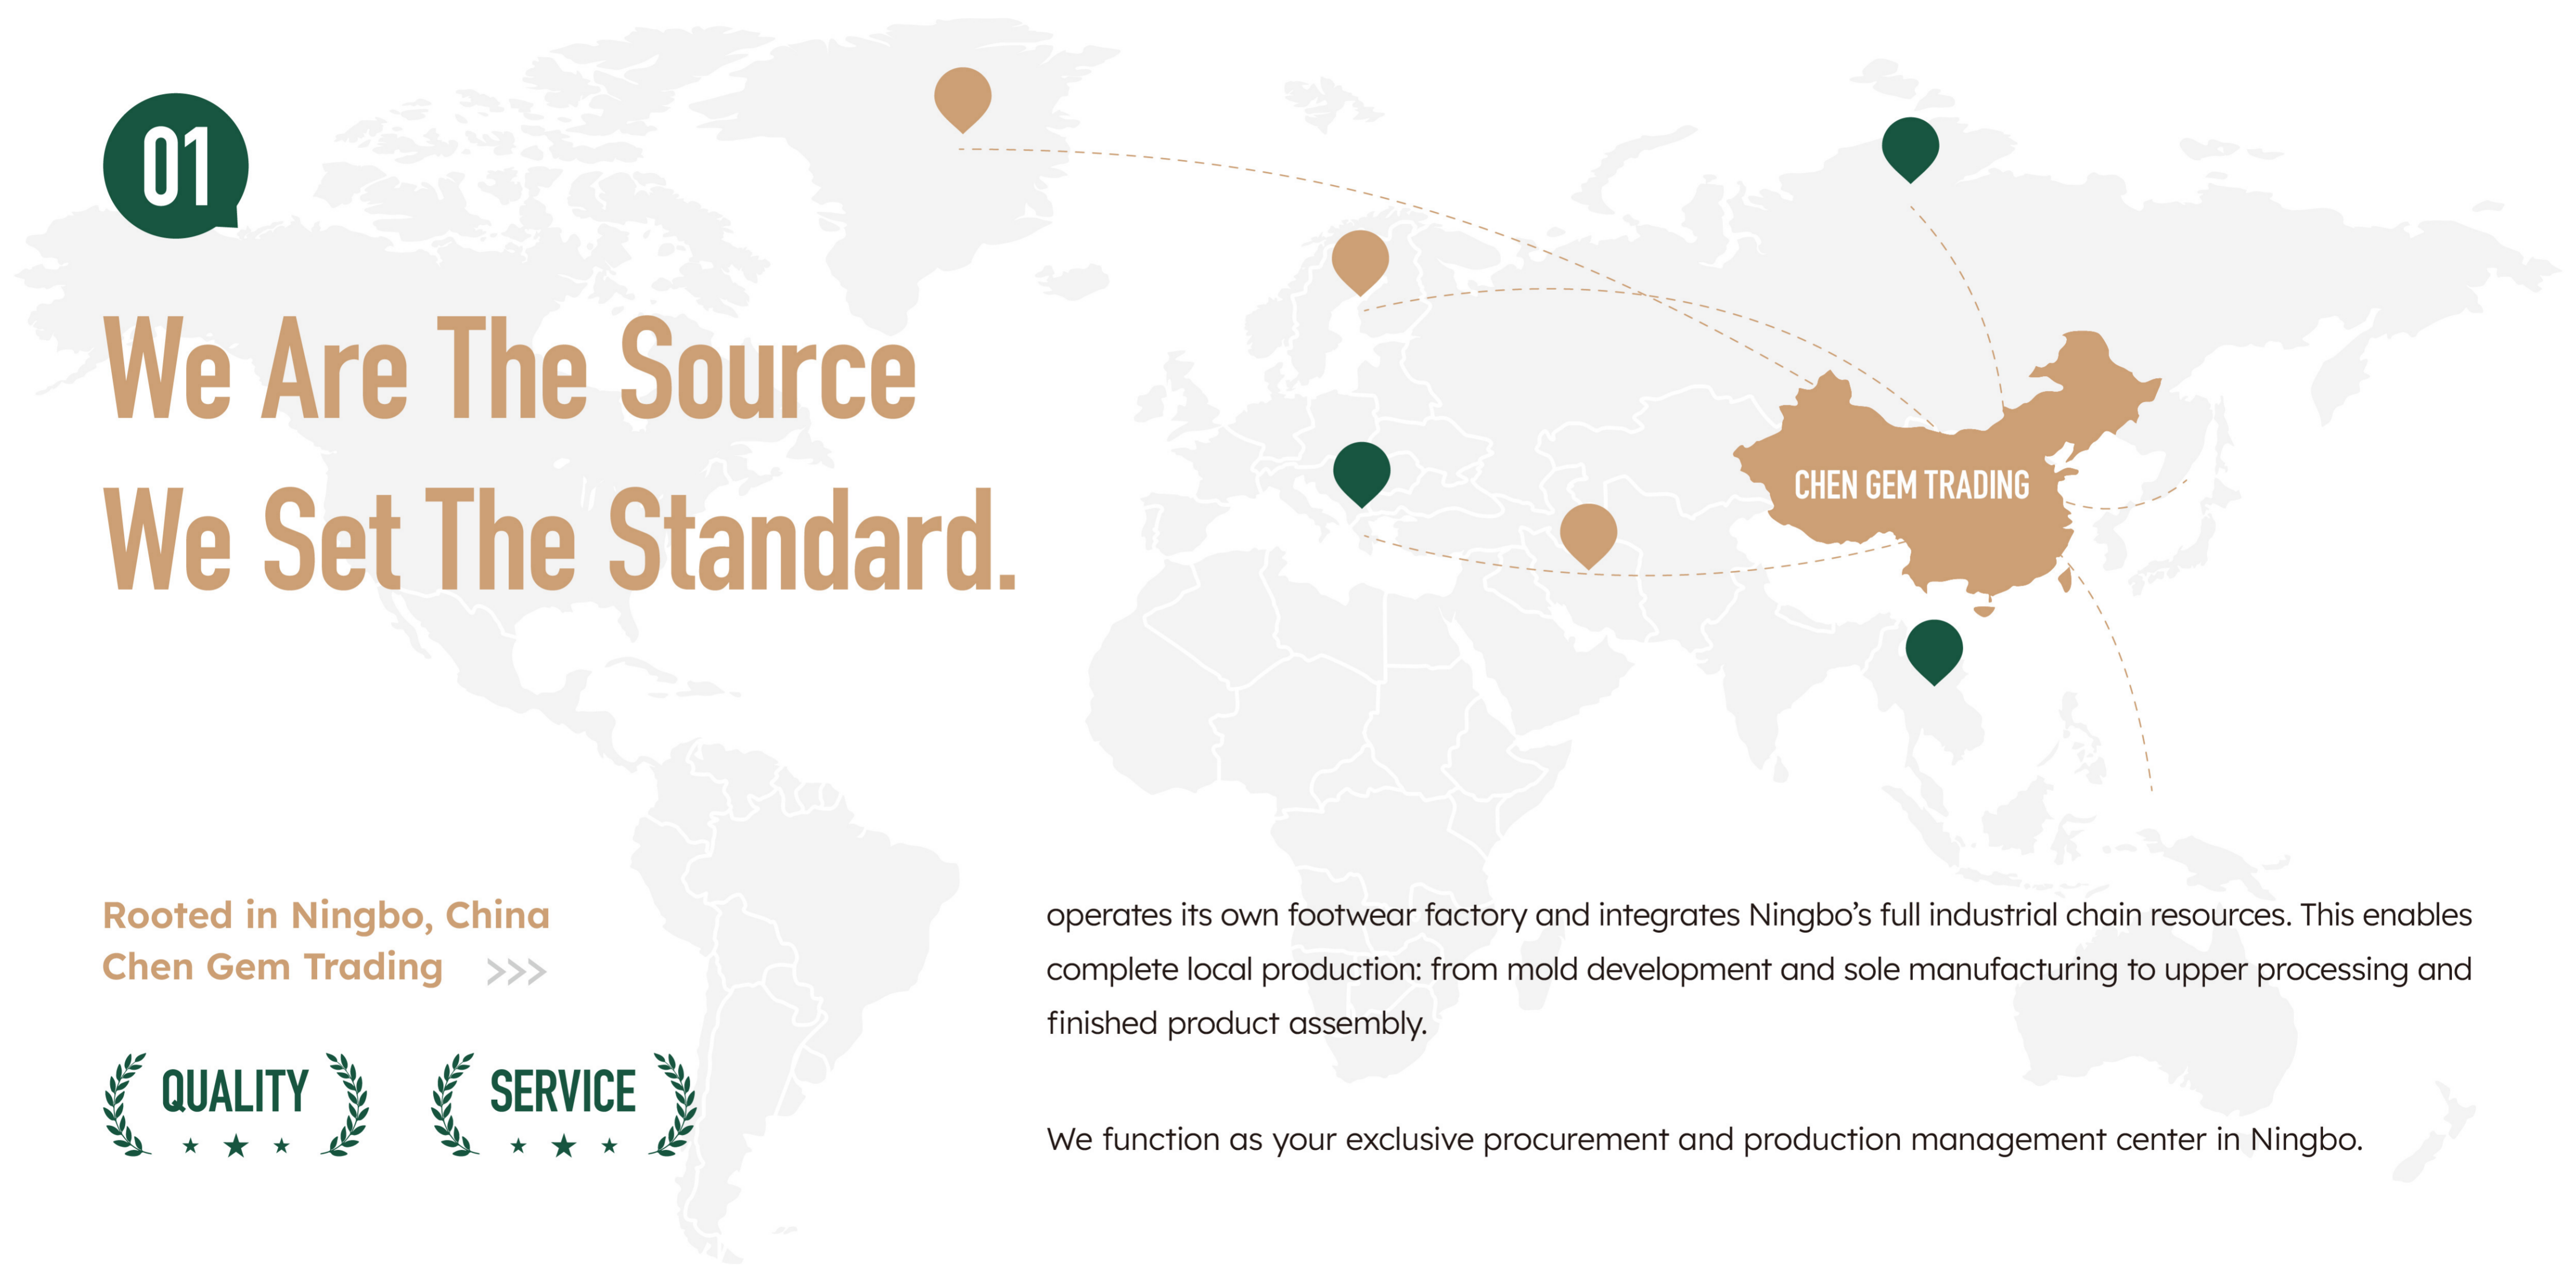 01
We Are The Source
We Set The Standard.
CHEN GEM TRADING
Rooted in Ningbo, China
Chen Gem Trading >>>
QUALITY
SERVICE
operates its own footwear factory and integrates Ningbo’s full industrial chain resources. This enables
complete local production: from mold development and sole manufacturing to upper processing and
finished product assembly.
We function as your exclusive procurement and production management center in Ningbo.